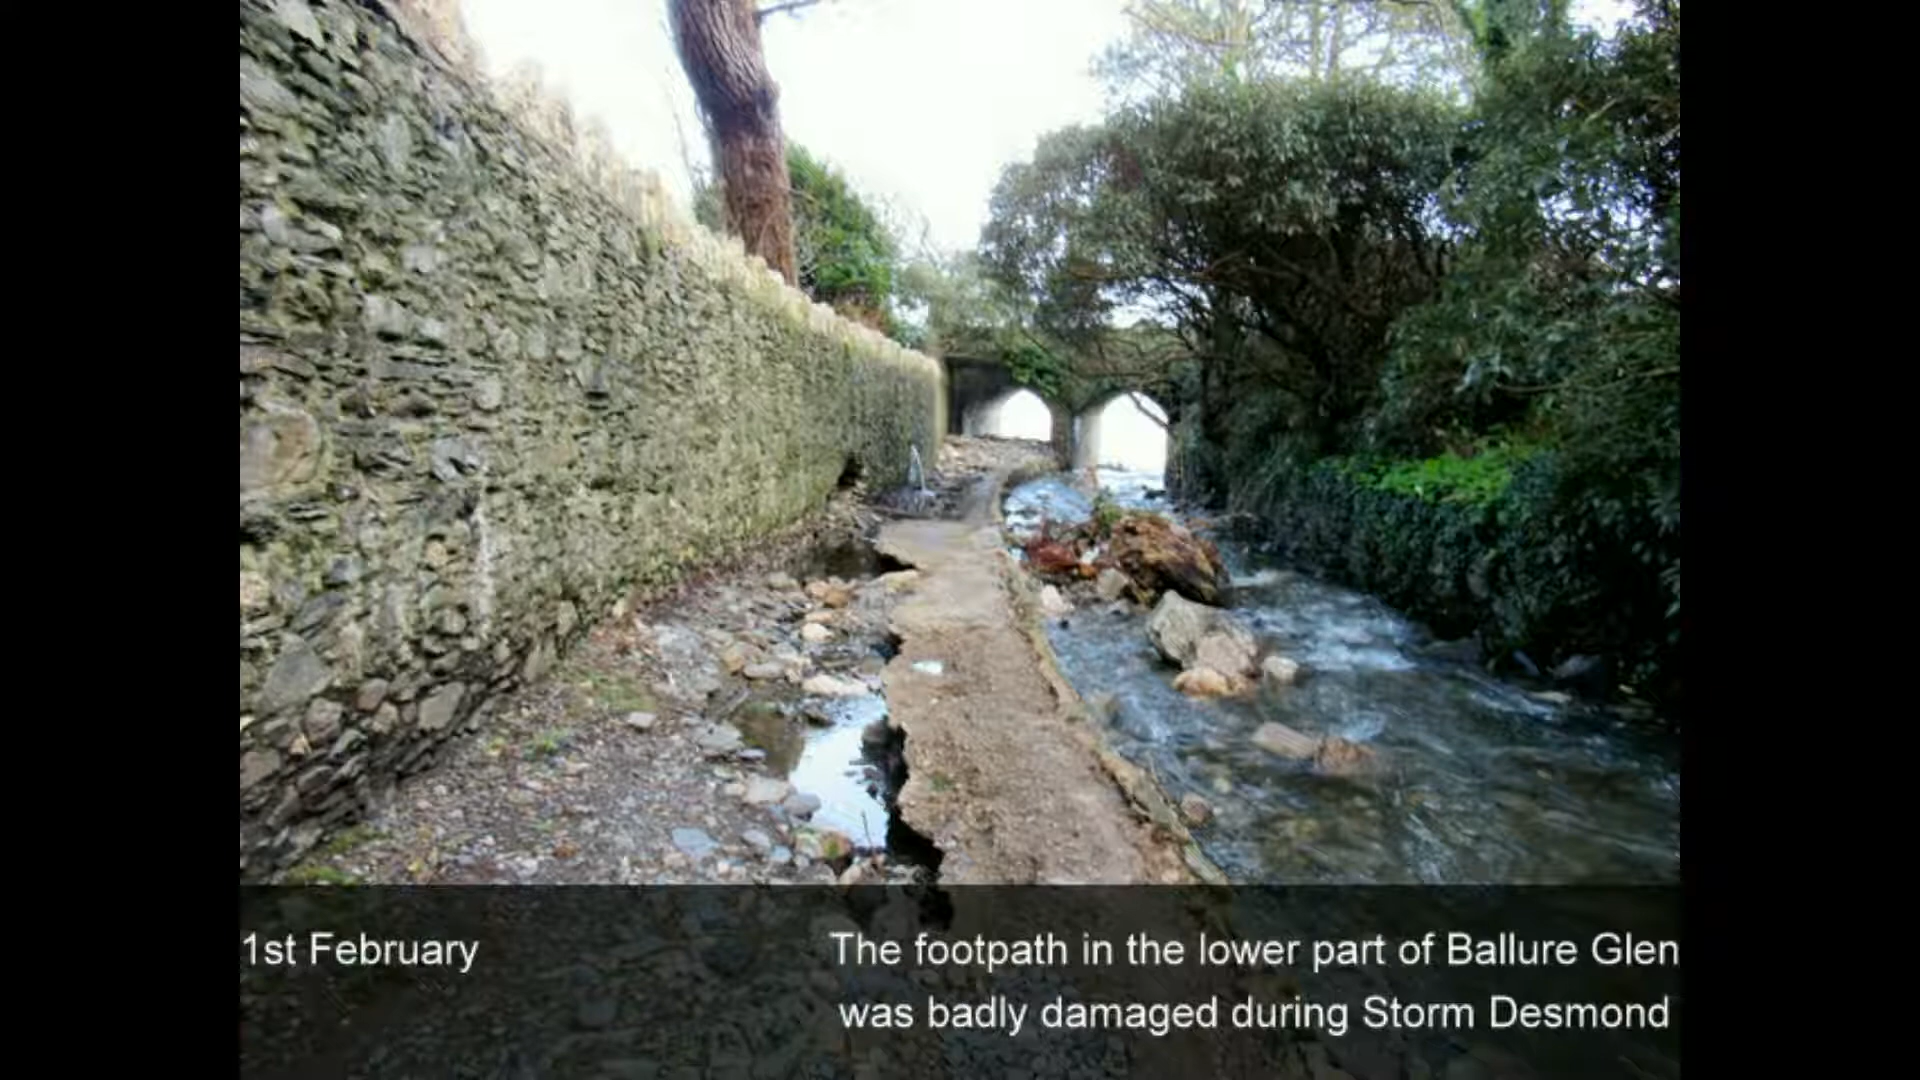 1st February
The footpath in the lower part of Ballure Glen
was badly damaged during Storm Desmond